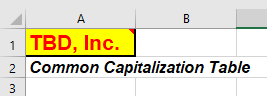 A B
1 TBD, Inc.
2 Common Capitalization Table
3